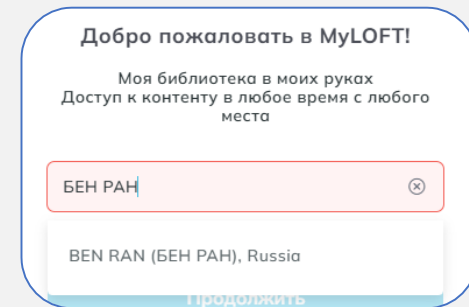 Добро пожаловать в MyLOFT!
Моя библиотека в моих руках
Доступ к контенту в любое время с любого
места
БЕН РАН
BEN RAN (БЕН РАН), Russia
Продолжить